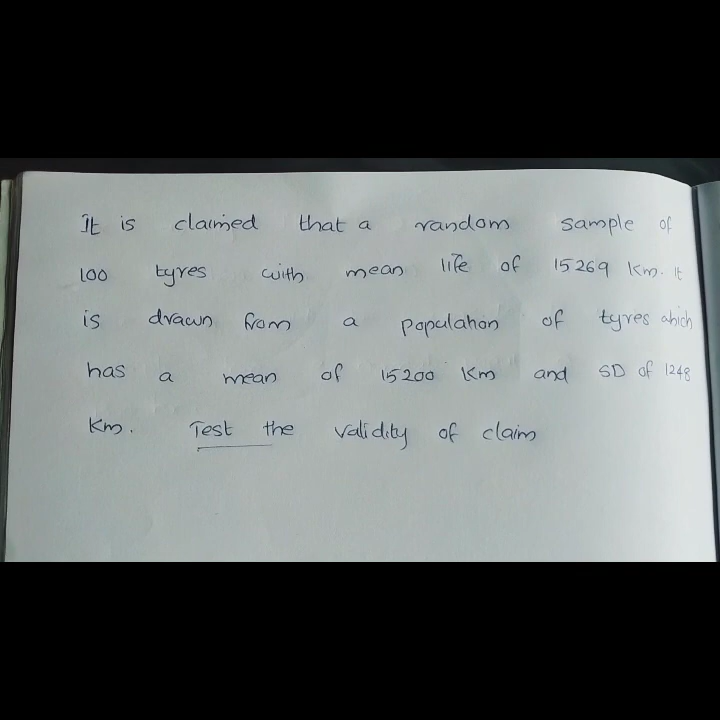 It is claimed that a random sample of
100 tyres with mean life of 15269 Km. It
is drawn from a population of tyres which
has a mean of 15200 Km and SD of 1248
Km. Test the validity of claim